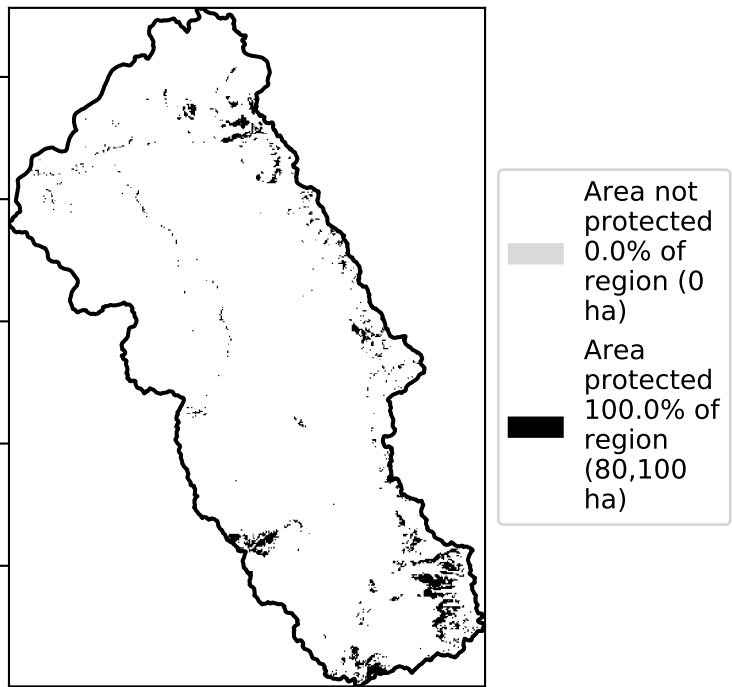 Area not
protected
0.0% of
region (0
ha)
Area
protected
100.0% of
region
(80,100
ha)